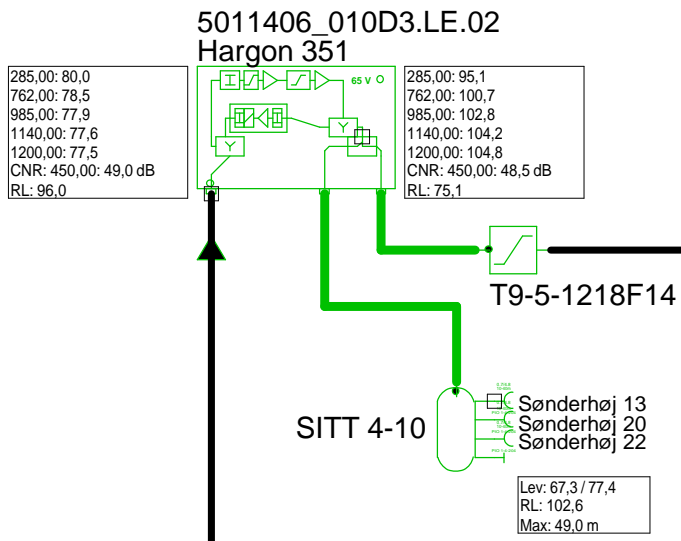 5011406_010D3.LE.02
Hargon 351
285,00: 80,0
762,00: 78,5
985,00: 77,9
1140,00: 77,6
1200,00: 77,5
CNR: 450,00: 49,0 dB
RL: 96,0
65 V
Y
Y
285,00: 95,1
762,00: 100,7
985,00: 102,8
1140,00: 104,2
1200,00: 104,8
CNR: 450,00: 48,5 dB
RL: 75,1
T9-5-1218F14
SITT 4-10
Sønderhøj 13
Sønderhøj 20
Sønderhøj 22
Lev: 67,3 / 77,4
RL: 102,6
Max: 49,0 m